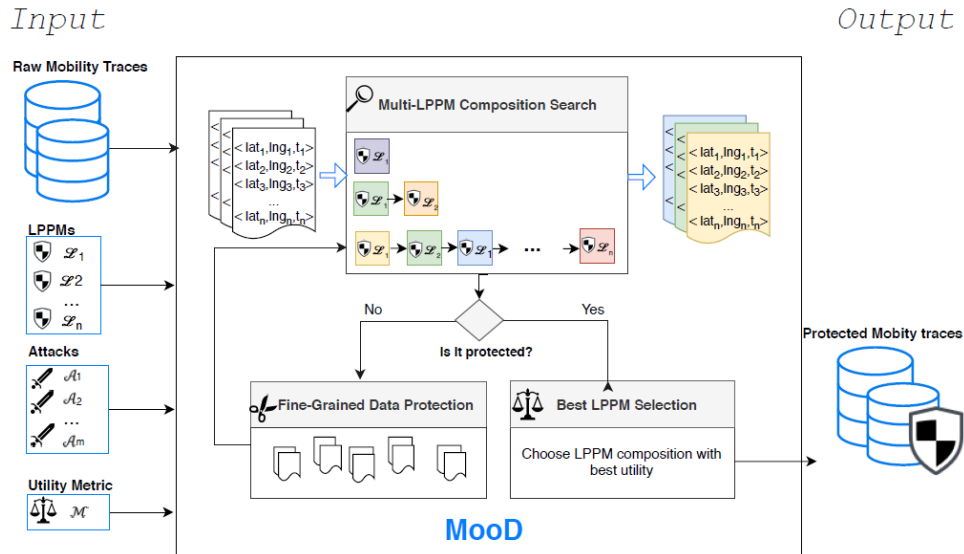 Input
Output
Raw Mobility Traces
LPPMs
ℒ1
ℒ2
...
ℒn
Attacks
𝒜1
𝒜2
...
𝒜m
Utility Metric
ℳ
<
<
<
<
< lat1,lng1,t1>
< lat2,lng2,t2>
< lat3,lng3,t3>
...
< latn,lngn,tn>
Multi-LPPM Composition Search
ℒ1
ℒ1 ℒ2
ℒ1 ℒ2 ℒ1 ... ℒn
<
<
<
<
< lat1,lng1,t1>
< lat2,lng2,t2>
< lat3,lng3,t3>
...
< latn,lngn,tn>
No
Yes
Is It protected?
Fine-Grained Data Protection
Best LPPM Selection
Choose LPPM composition with
best utility
MooD
Protected Mobity traces